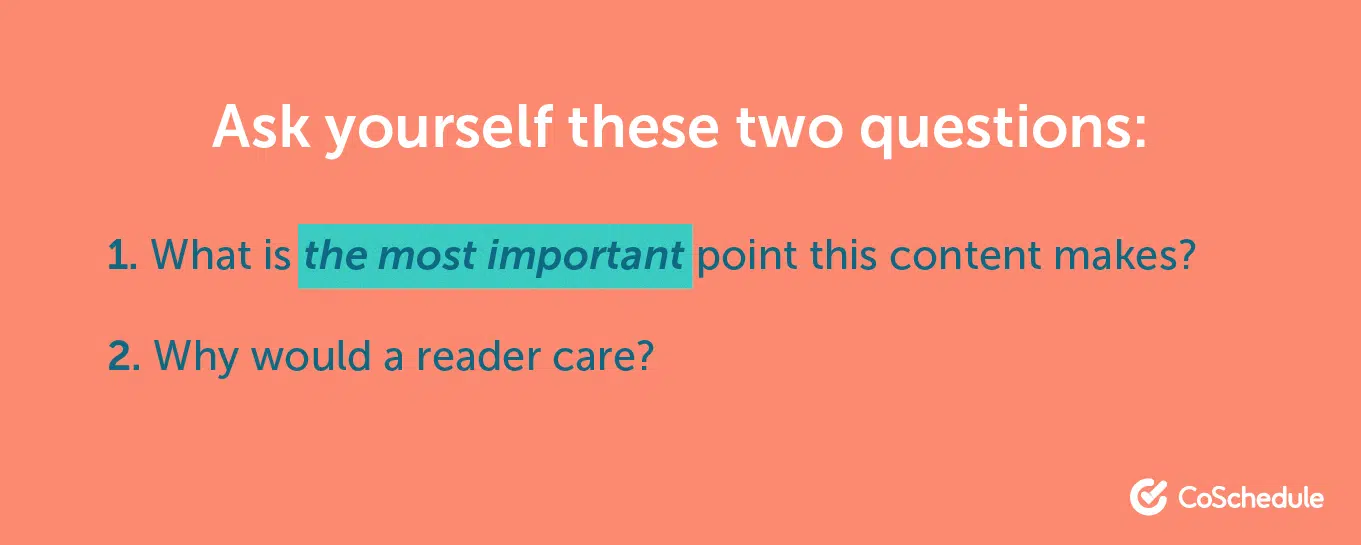 Ask yourself these two questions:
1. What is the most important point this content makes?
2. Why would a reader care?
CoSchedule